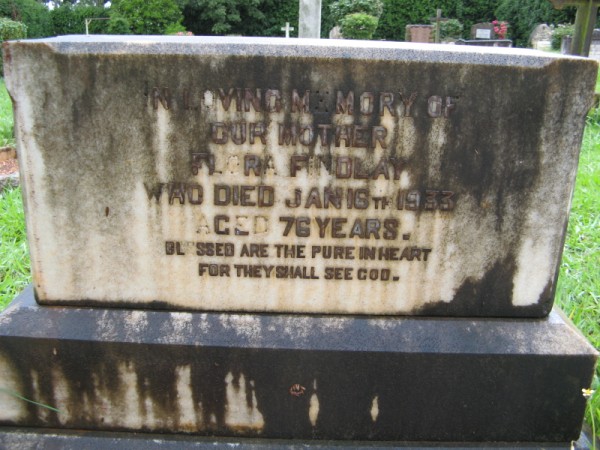 IN LOVING MEMORY OF
OUR MOTHER
FLORA FINDLAY
WHO DIED JAN 16TH 1933
AGED 76 YEARS.
BLESSED ARE THE PURE IN HEART
FOR THEY SHALL SEE GOD.